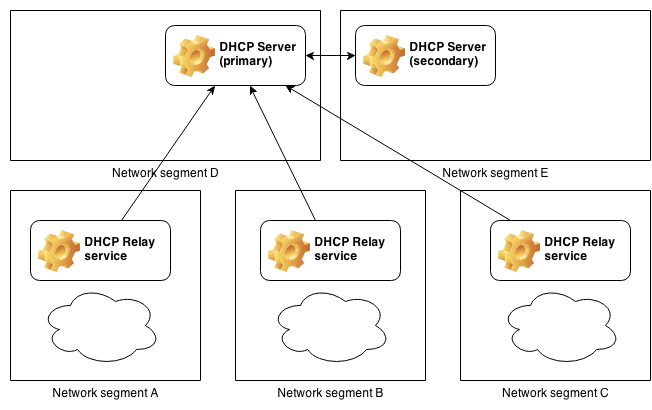 DHCP Server
(primary)
DHCP Server
(secondary)
Network segment D
Network segment E
DHCP Relay
service
DHCP Relay
service
DHCP Relay
service
Network segment A
Network segment B
Network segment C